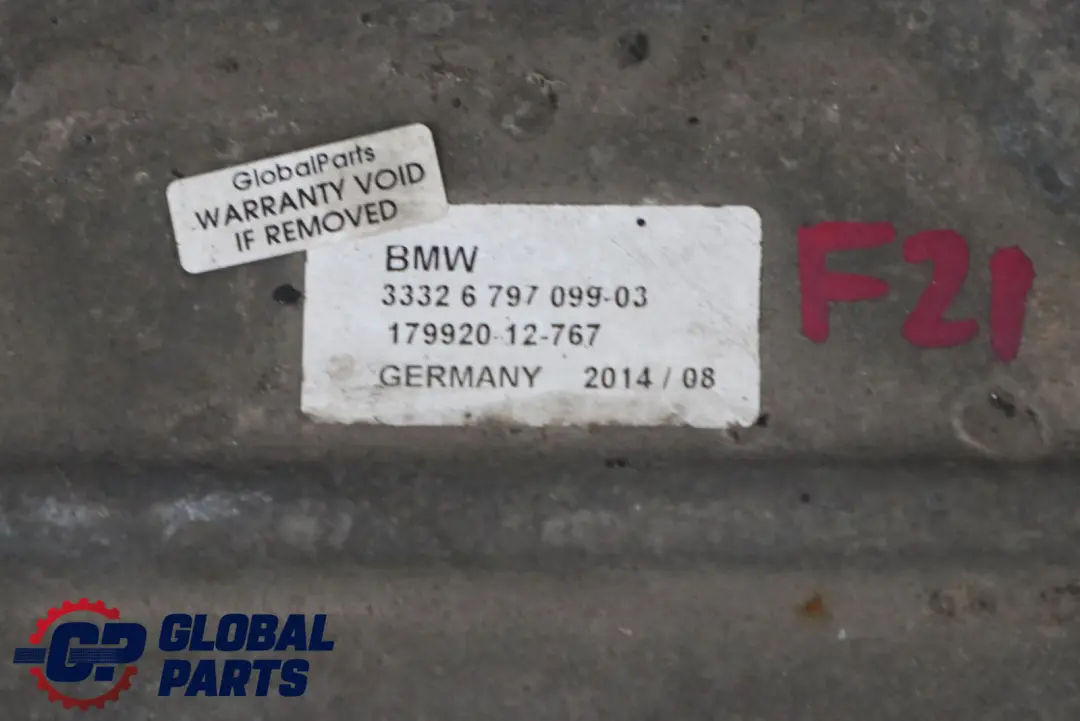 GlobalParts
WARRANTY VOID
IF REMOVED
BMW
3332 6 797 099-03
179920-12-767
GERMANY 2014 / 08
F21
GP GLOBAL
PARTS